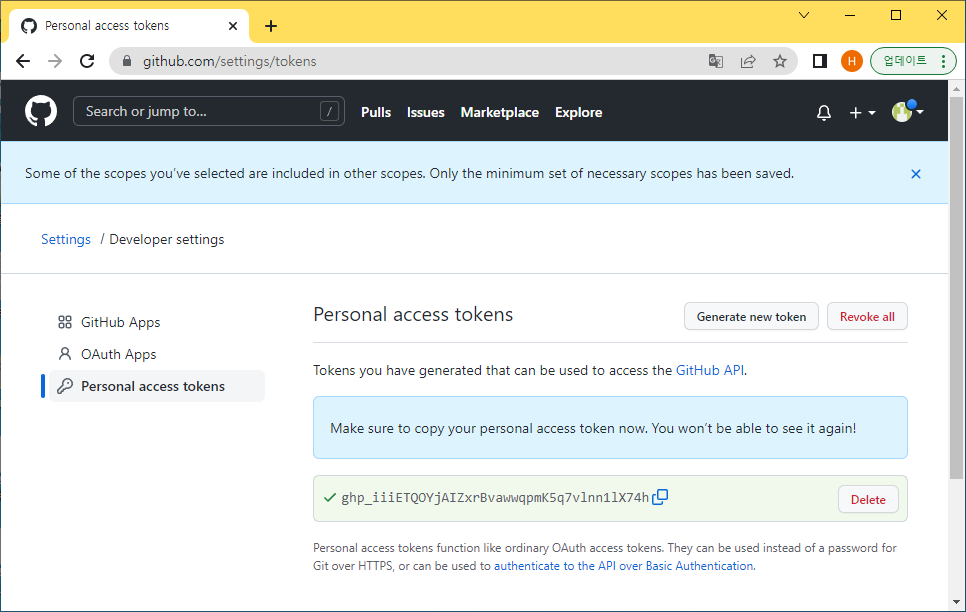 Personal access tokens
github.com/settings/tokens
H
업데이트
Search or jump to...
/
Pulls
Issues
Marketplace
Explore
Some of the scopes you've selected are included in other scopes. Only the minimum set of necessary scopes has been saved.
Settings / Developer settings
GitHub Apps
OAuth Apps
Personal access tokens
Personal access tokens
Generate new token
Revoke all
Tokens you have generated that can be used to access the GitHub API.
Make sure to copy your personal access token now. You won't be able to see it again!
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
Delete
Personal access tokens function like ordinary OAuth access tokens. They can be used instead of a password for
Git over HTTPS, or can be used to authenticate to the API over Basic Authentication.